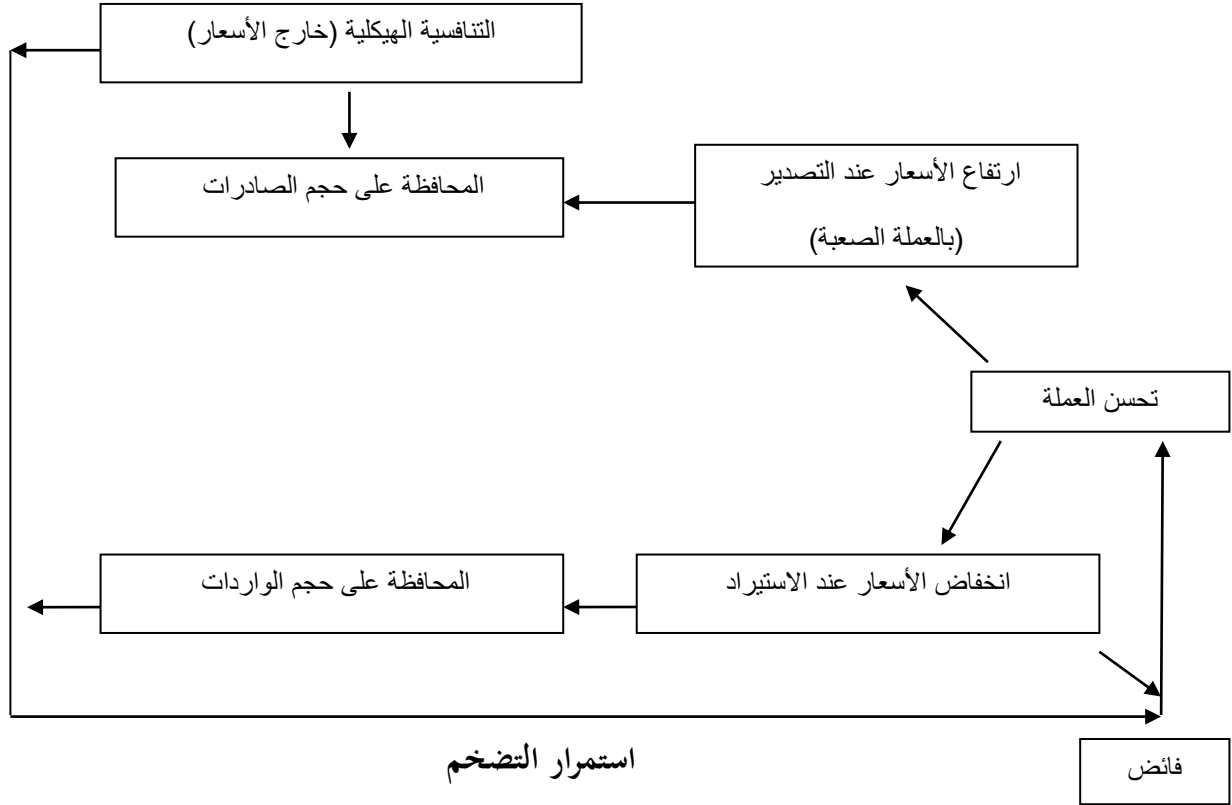 التنافسية الهيكلية (خارج الأسعار)
المحافظة على حجم الصادرات
ارتفاع الأسعار عند التصدير
(بالعملة الصعبة)
تحسن العملة
انخفاض الأسعار عند الاستيراد
المحافظة على حجم الواردات
استمرار التضخم
فائض